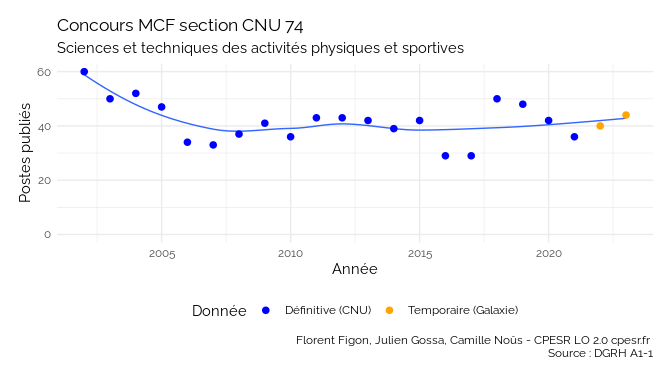 Concours MCF section CNU 74
Sciences et techniques des activités physiques et sportives
Postes publiés
60
40
20
0
2005 2010 2015 2020
Année
Donnée Définitive (CNU) Temporaire (Galaxie)
Florent Figon, Julien Gossa, Camille Noûs - CPESR LO 2.0 cpesr.fr
Source : DGRH A1-1